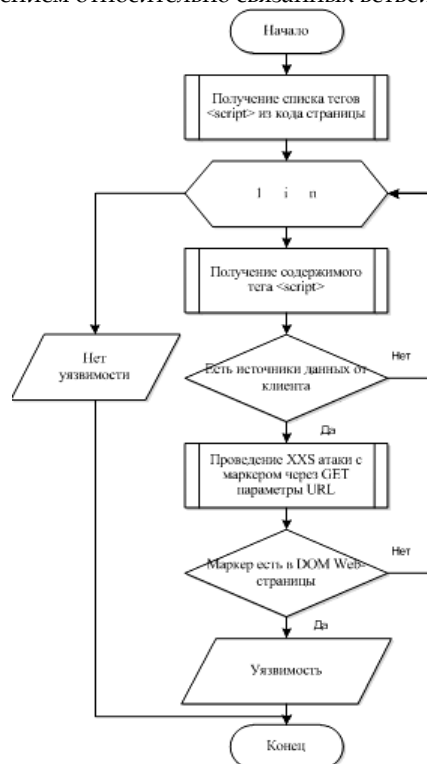 Начало
Получение списка тегов
<script> из кода страницы
1 i n
Получение содержимого
тега <script>
Нет
уязвимости
Есть источники данных от
клиента
Нет
Да
Проведение XXS атаки с
маркером через GET
параметры URL
Маркер есть в DOM Web-
страницы
Нет
Да
Уязвимость
Конец